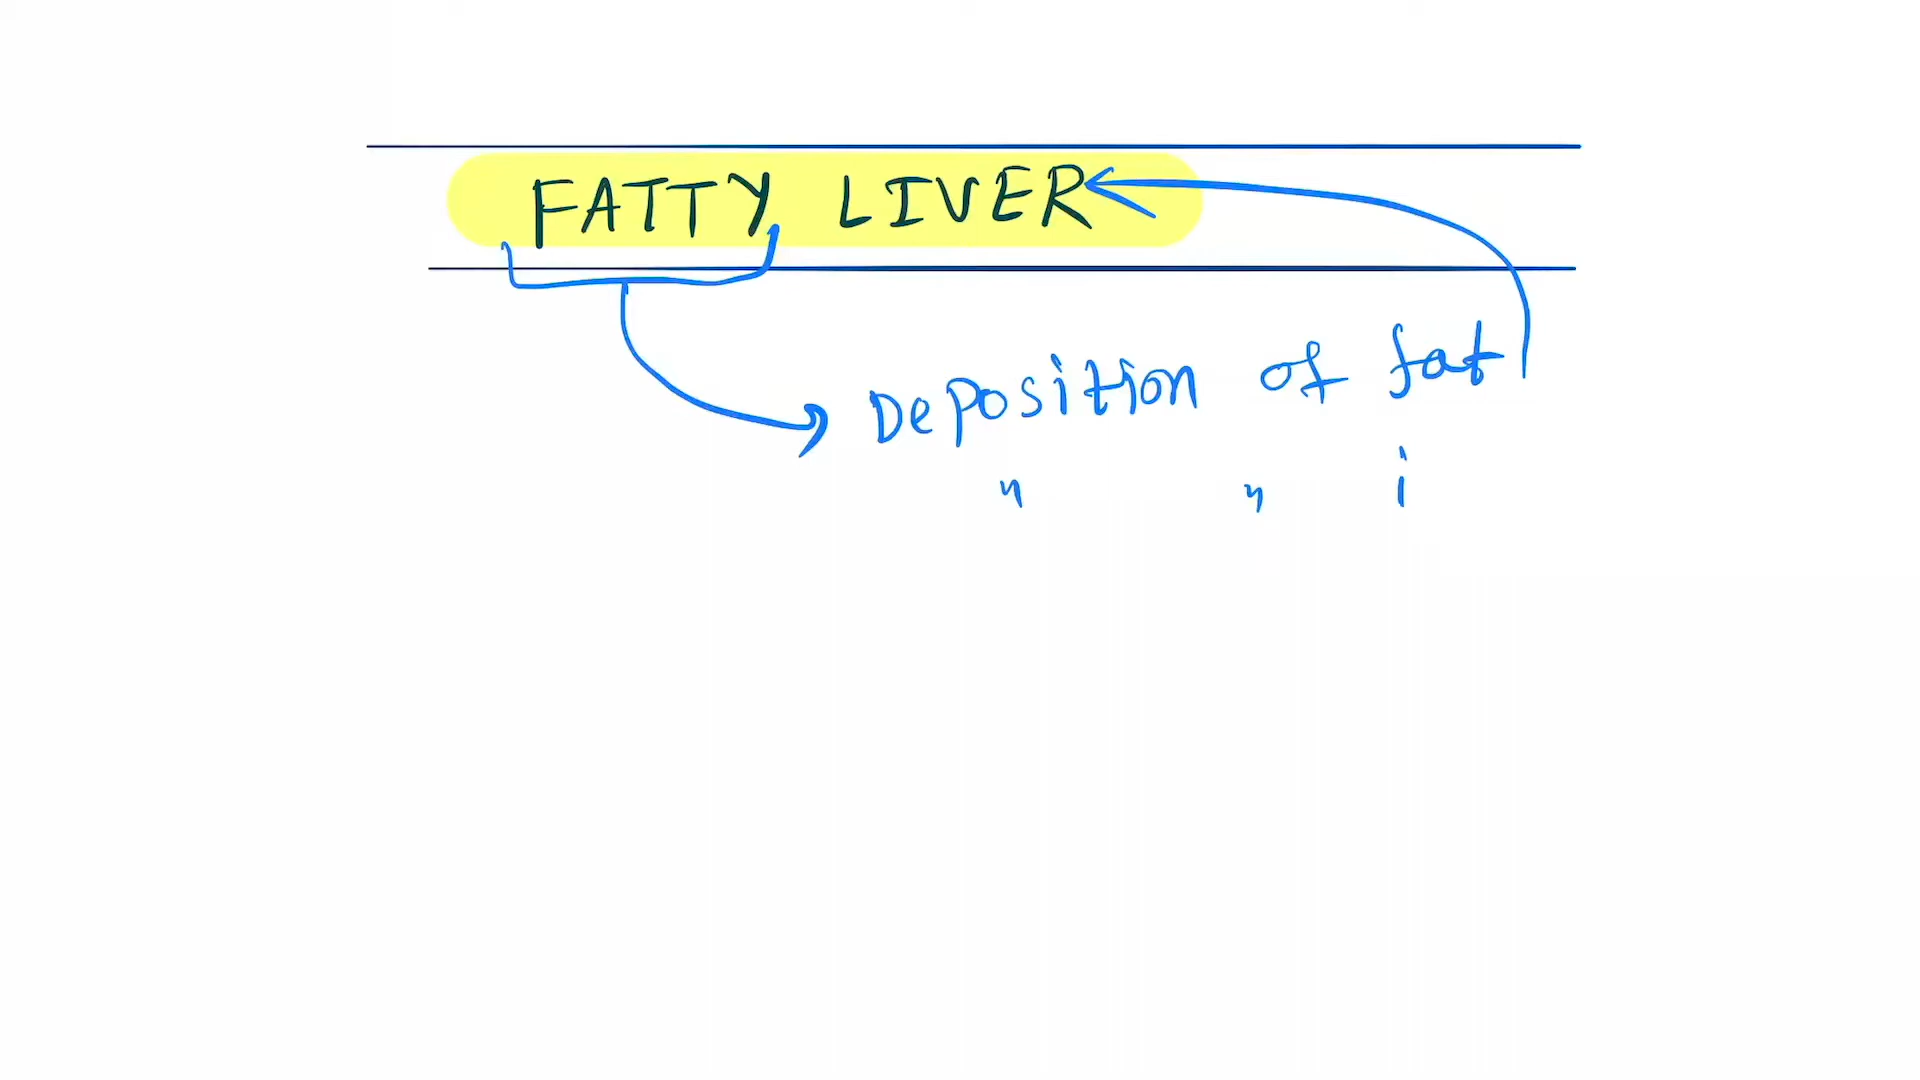 FATTY LIVER
Deposition of fat
" " i